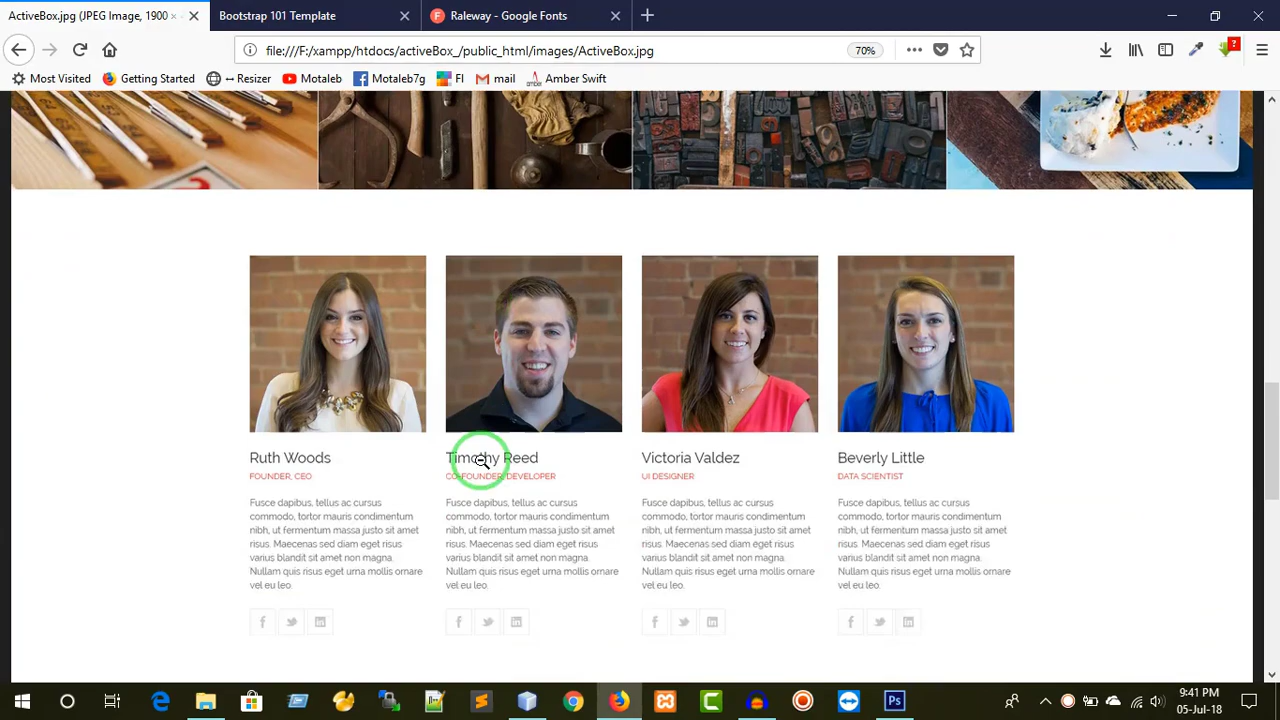 ActiveBox.jpg (JPEG Image, 1900 ×
Bootstrap 101 Template
Raleway - Google Fonts
file:///F:/xampp/htdocs/activeBox_/public_html/images/ActiveBox.jpg
70%
Most Visited
Getting Started
↔ Resizer
Motaleb
Motaleb7g
FI
mail
Amber Swift
Ruth Woods
FOUNDER, CEO
Fusce dapibus, tellus ac cursus
commodo, tortor mauris condimentum
nibh, ut fermentum massa justo sit amet
risus. Maecenas sed diam eget risus
varius blandit sit amet non magna.
Nullam quis risus eget urna mollis ornare
vel eu leo.
Timothy Reed
CO-FOUNDER, DEVELOPER
Fusce dapibus, tellus ac cursus
commodo, tortor mauris condimentum
nibh, ut fermentum massa justo sit amet
risus. Maecenas sed diam eget risus
varius blandit sit amet non magna.
Nullam quis risus eget urna mollis ornare
vel eu leo.
Victoria Valdez
UI DESIGNER
Fusce dapibus, tellus ac cursus
commodo, tortor mauris condimentum
nibh, ut fermentum massa justo sit amet
risus. Maecenas sed diam eget risus
varius blandit sit amet non magna.
Nullam quis risus eget urna mollis ornare
vel eu leo.
Beverly Little
DATA SCIENTIST
Fusce dapibus, tellus ac cursus
commodo, tortor mauris condimentum
nibh, ut fermentum massa justo sit amet
risus. Maecenas sed diam eget risus
varius blandit sit amet non magna.
Nullam quis risus eget urna mollis ornare
vel eu leo.
9:41 PM
05-Jul-18